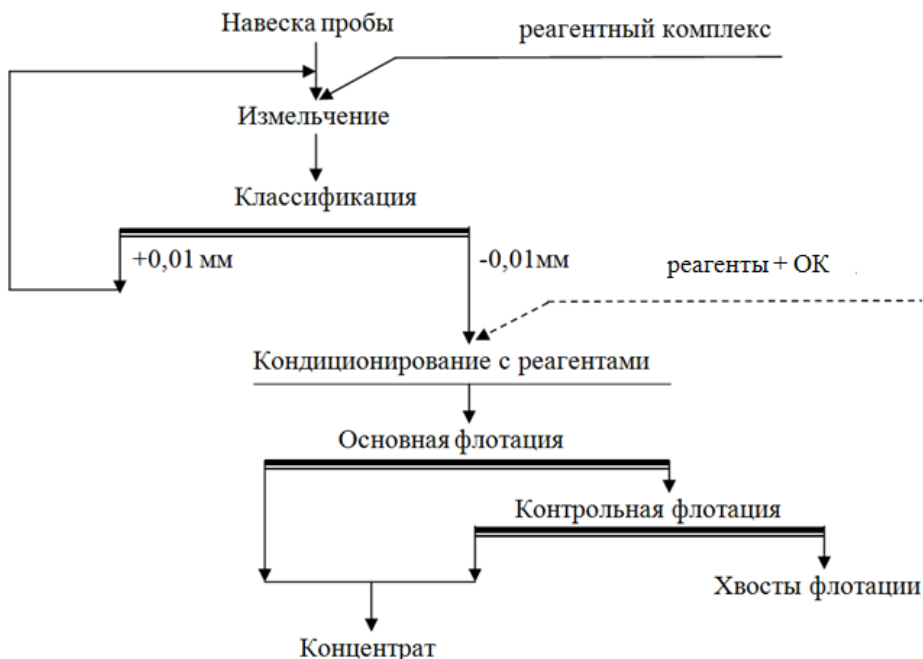 Навеска пробы
реагентный комплекс
Измельчение
Классификация
+0,01 мм
-0,01мм
реагенты + ОК
Кондиционирование с реагентами
Основная флотация
Контрольная флотация
Хвосты флотации
Концентрат